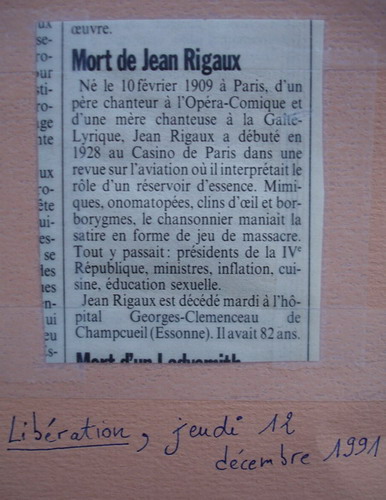 œuvre.
Mort de Jean Rigaux
Né le 10 février 1909 à Paris, d'un
père chanteur à l'Opéra-Comique et
d'une mère chanteuse à la Gaîté-
Lyrique, Jean Rigaux a débuté en
1928 au Casino de Paris dans une
revue sur l'aviation où il interprétait le
rôle d'un réservoir d'essence. Mimi-
ques, onomatopées, clins d'œil et bor-
borygmes, le chansonnier maniait la
satire en forme de jeu de massacre.
Tout y passait: présidents de la IVe
République, ministres, inflation, cui-
sine, éducation sexuelle.
Jean Rigaux est décédé mardi à l'hô-
pital Georges-Clemenceau de
Champcueil (Essonne). Il avait 82 ans.
Mort d'un Ladysmith
Libération, jeudi 12
décembre 1991